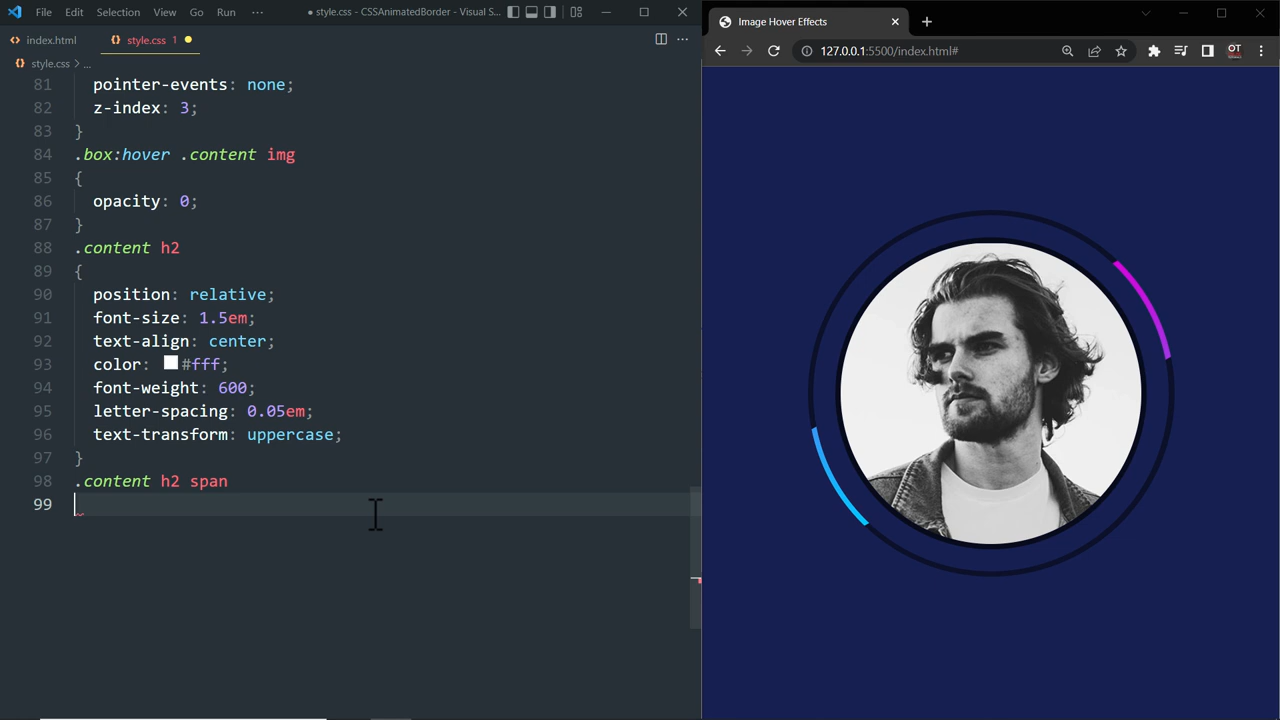 File Edit Selection View Go Run ··· ● style.css - CSSAnimatedBorder - Visual S...
index.html style.css 1
style.css > ...
81 pointer-events: none;
82 z-index: 3;
83 }
84 .box:hover .content img
85 {
86 opacity: 0;
87 }
88 .content h2
89 {
90 position: relative;
91 font-size: 1.5em;
92 text-align: center;
93 color: #fff;
94 font-weight: 600;
95 letter-spacing: 0.05em;
96 text-transform: uppercase;
97 }
98 .content h2 span
99
Image Hover Effects
127.0.0.1:5500/index.html#
OT